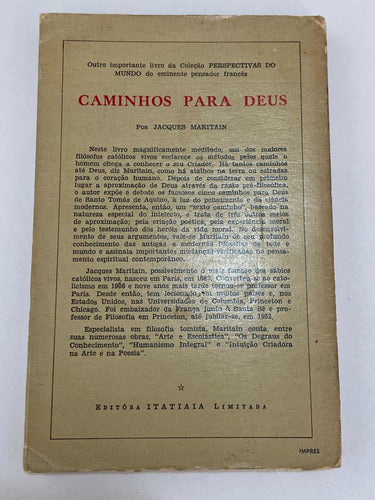 Outro importante livro da Coleção PERSPECTIVAS DO
MUNDO do eminente pensador francês
CAMINHOS PARA DEUS
Por JACQUES MARITAIN
Neste livro magnìficamente meditado, um dos maiores
filósofos católicos vivos esclarece os métodos pelos quais o
homem chega a conhecer o seu Criador. Há tantos caminhos
até Deus, diz Maritain, como há atalhos na terra ou estradas
para o coração humano. Depois de considerar em primeiro
lugar a aproximação de Deus através da razão pré-filosófica,
o autor expõe e debate os famosos cinco caminhos para Deus
de Santo Tomás de Aquino, à luz do pensamento e da ciência
modernos. Apresenta, então, um "sexto caminho", baseado na
natureza especial do intelecto, e trata de três outros meios
de aproximação; pela criação poética, pela experiência moral
e pelo testemunho dos heróis da vida moral. No desenvolvi-
mento de seus argumentos, vale-se Maritain de seu profundo
conhecimento das antigas e modernas filosofias de todo o
mundo e assinala importantes mudanças verificadas no pensa-
mento espiritual contemporâneo.
Jacques Maritain, possìvelmente o mais famoso dos sábios
católicos vivos, nasceu em Paris, em 1882. Converteu-se ao ca-
tolicismo em 1906 e nove anos mais tarde tornou-se professor em
Paris. Desde então, tem lecionado em muitos países e, nos
Estados Unidos, nas Universidades de Columbia, Princeton e
Chicago. Foi embaixador da França junto à Santa Sé e pro-
fessor de Filosofia em Princeton, até jubilar-se, em 1952.
Especialista em filosofia tomista, Maritain conta, entre
suas numerosas obras, "Arte e Escolástica", "Os Degraus do
Conhecimento", "Humanismo Integral" e "Intuição Criadora
na Arte e na Poesia".
EDITÔRA ITATIAIA LIMITADA
IMPRES